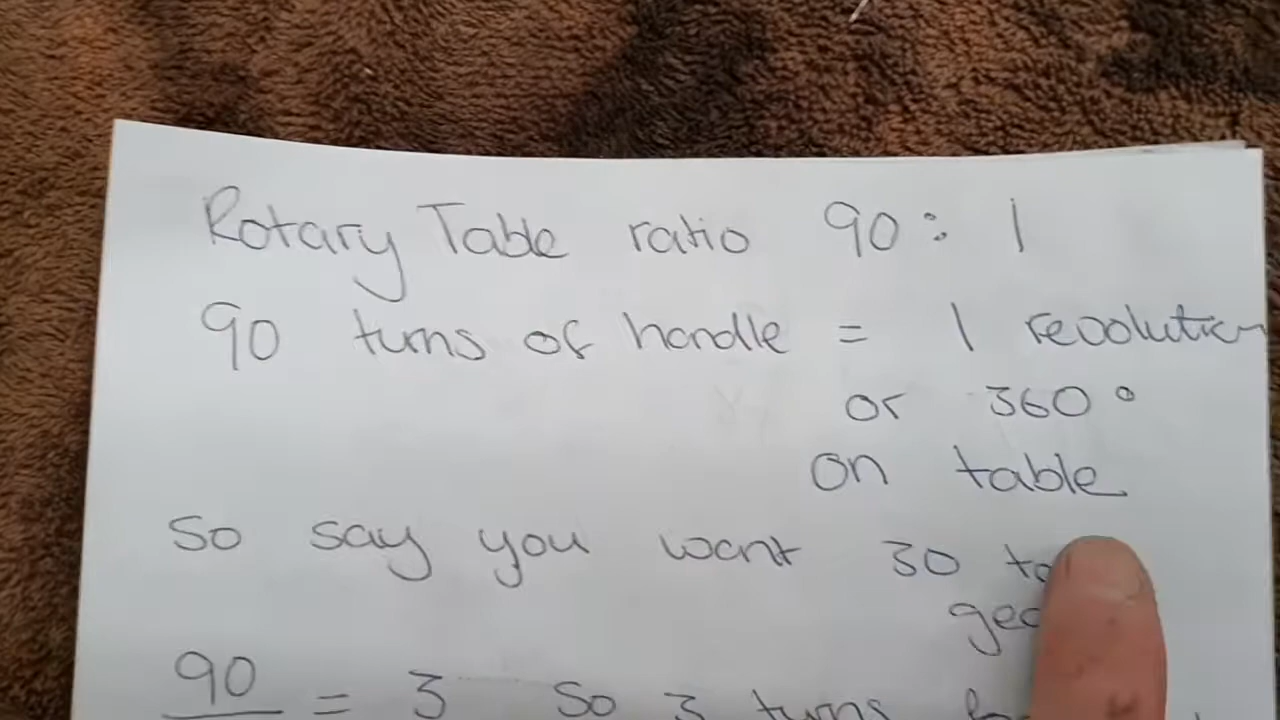 Rotary Table ratio 90 : 1
90 turns of handle = 1 revolution
or 360°
on table
So say you want 30
90
= 3 So 3 turns